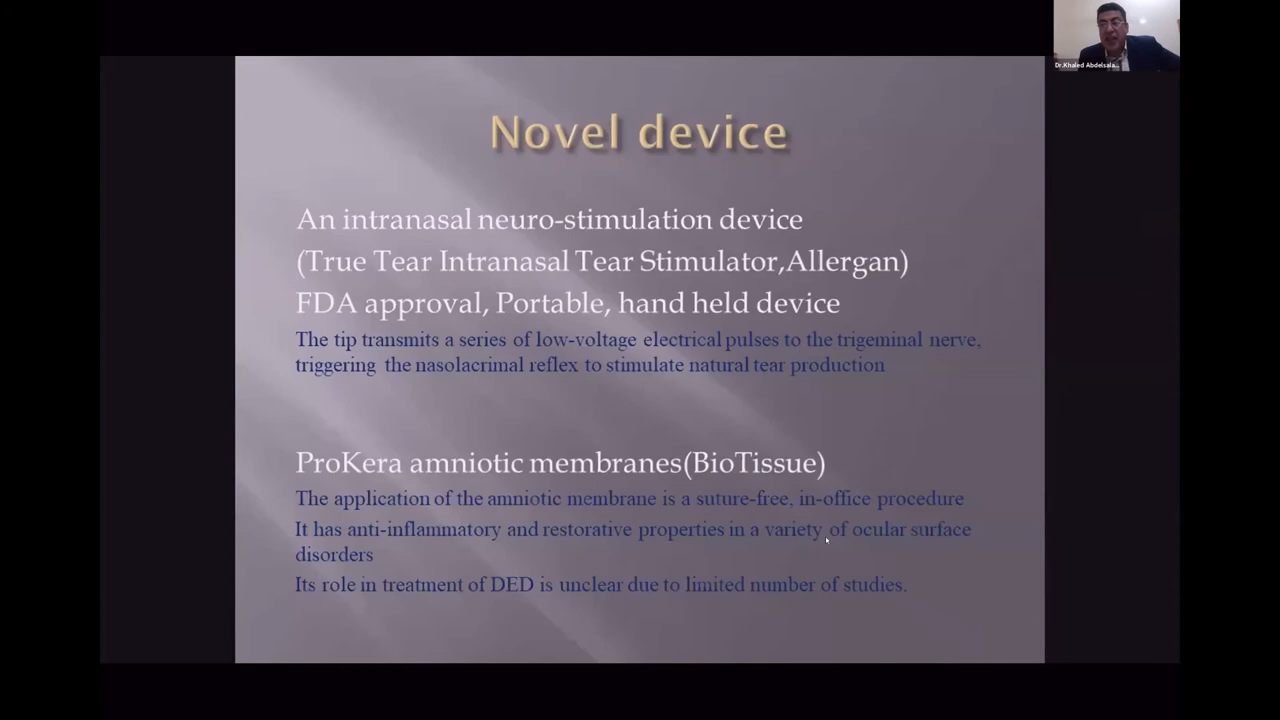 Dr.Khaled Abdelsala...
Novel device
An intranasal neuro-stimulation device
(True Tear Intranasal Tear Stimulator,Allergan)
FDA approval, Portable, hand held device
The tip transmits a series of low-voltage electrical pulses to the trigeminal nerve,
triggering the nasolacrimal reflex to stimulate natural tear production
ProKera amniotic membranes(BioTissue)
The application of the amniotic membrane is a suture-free, in-office procedure
It has anti-inflammatory and restorative properties in a variety of ocular surface
disorders
Its role in treatment of DED is unclear due to limited number of studies.